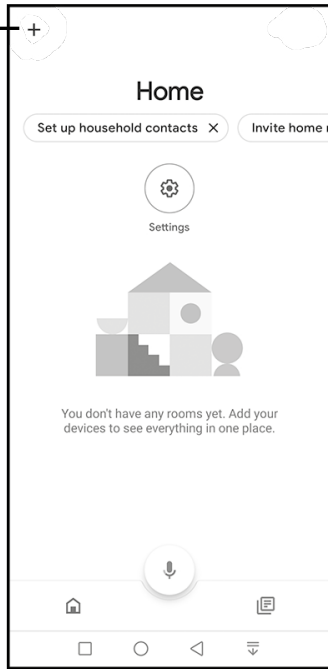 Home
Set up household contacts
Invite home
Settings
You don't have any rooms yet. Add your
devices to see everything in one place.